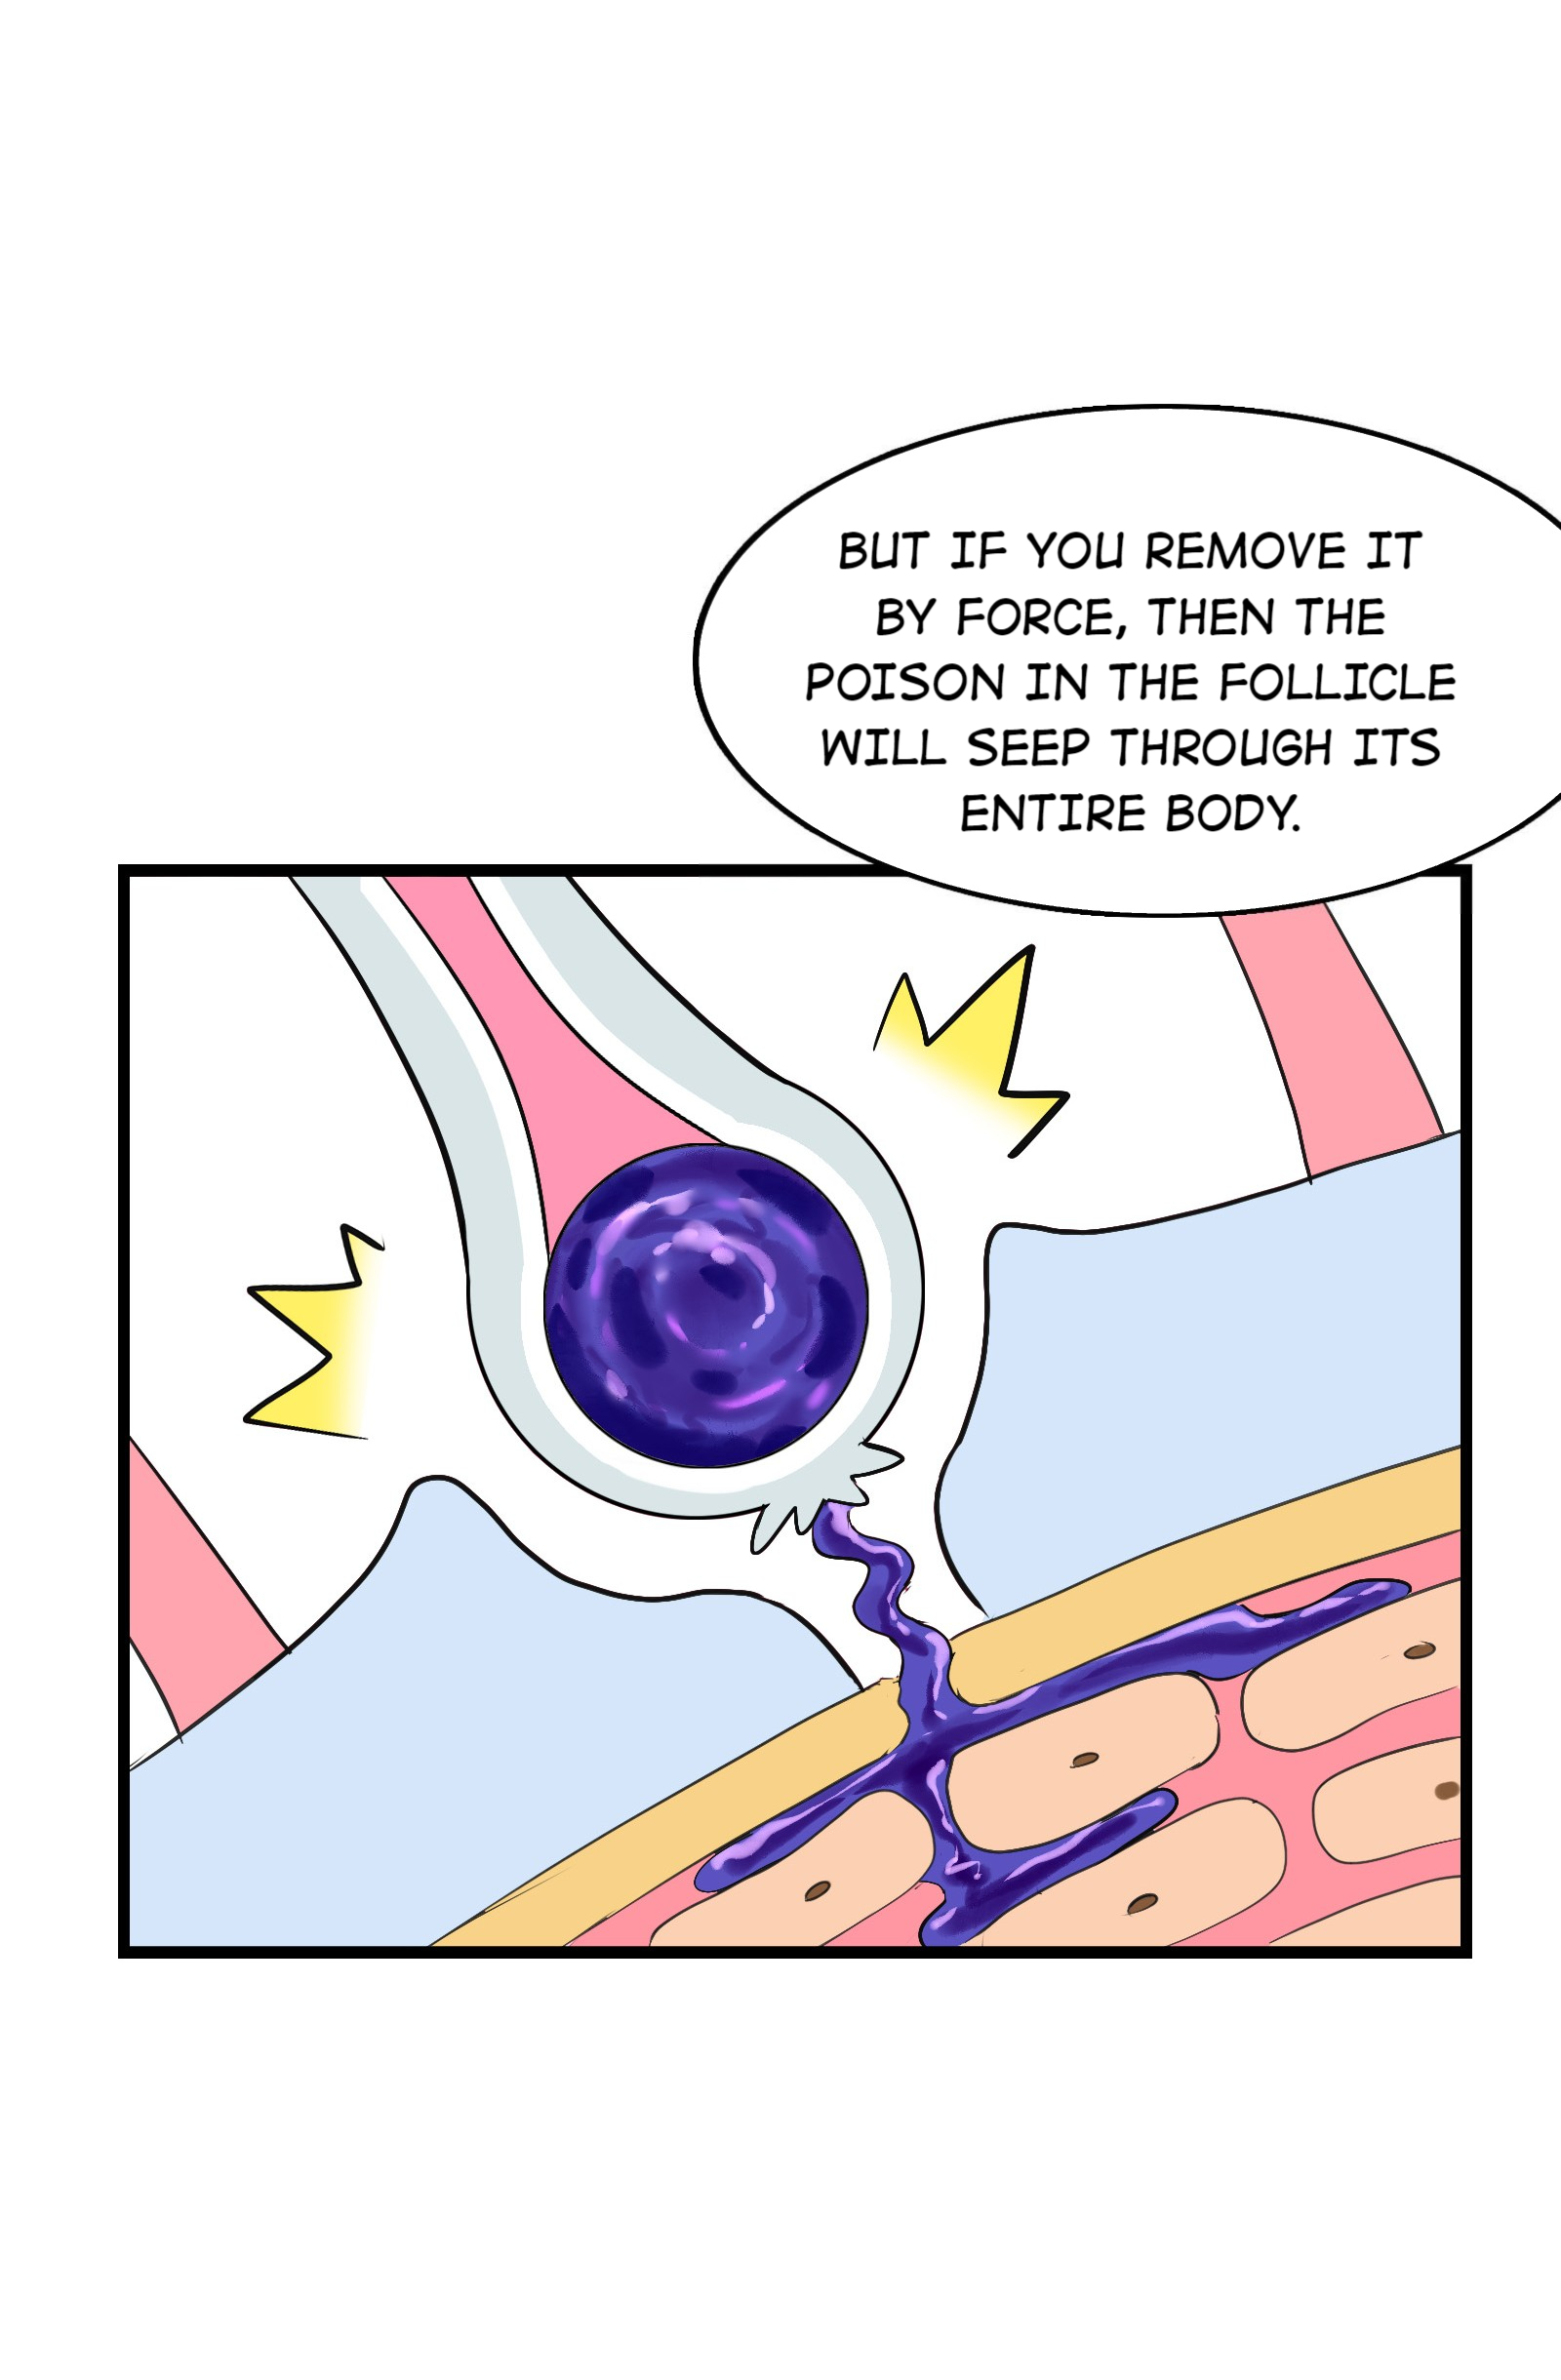 BUT IF YOU REMOVE IT
BY FORCE, THEN THE
POISON IN THE FOLLICLE
WILL SEEP THROUGH ITS
ENTIRE BODY.